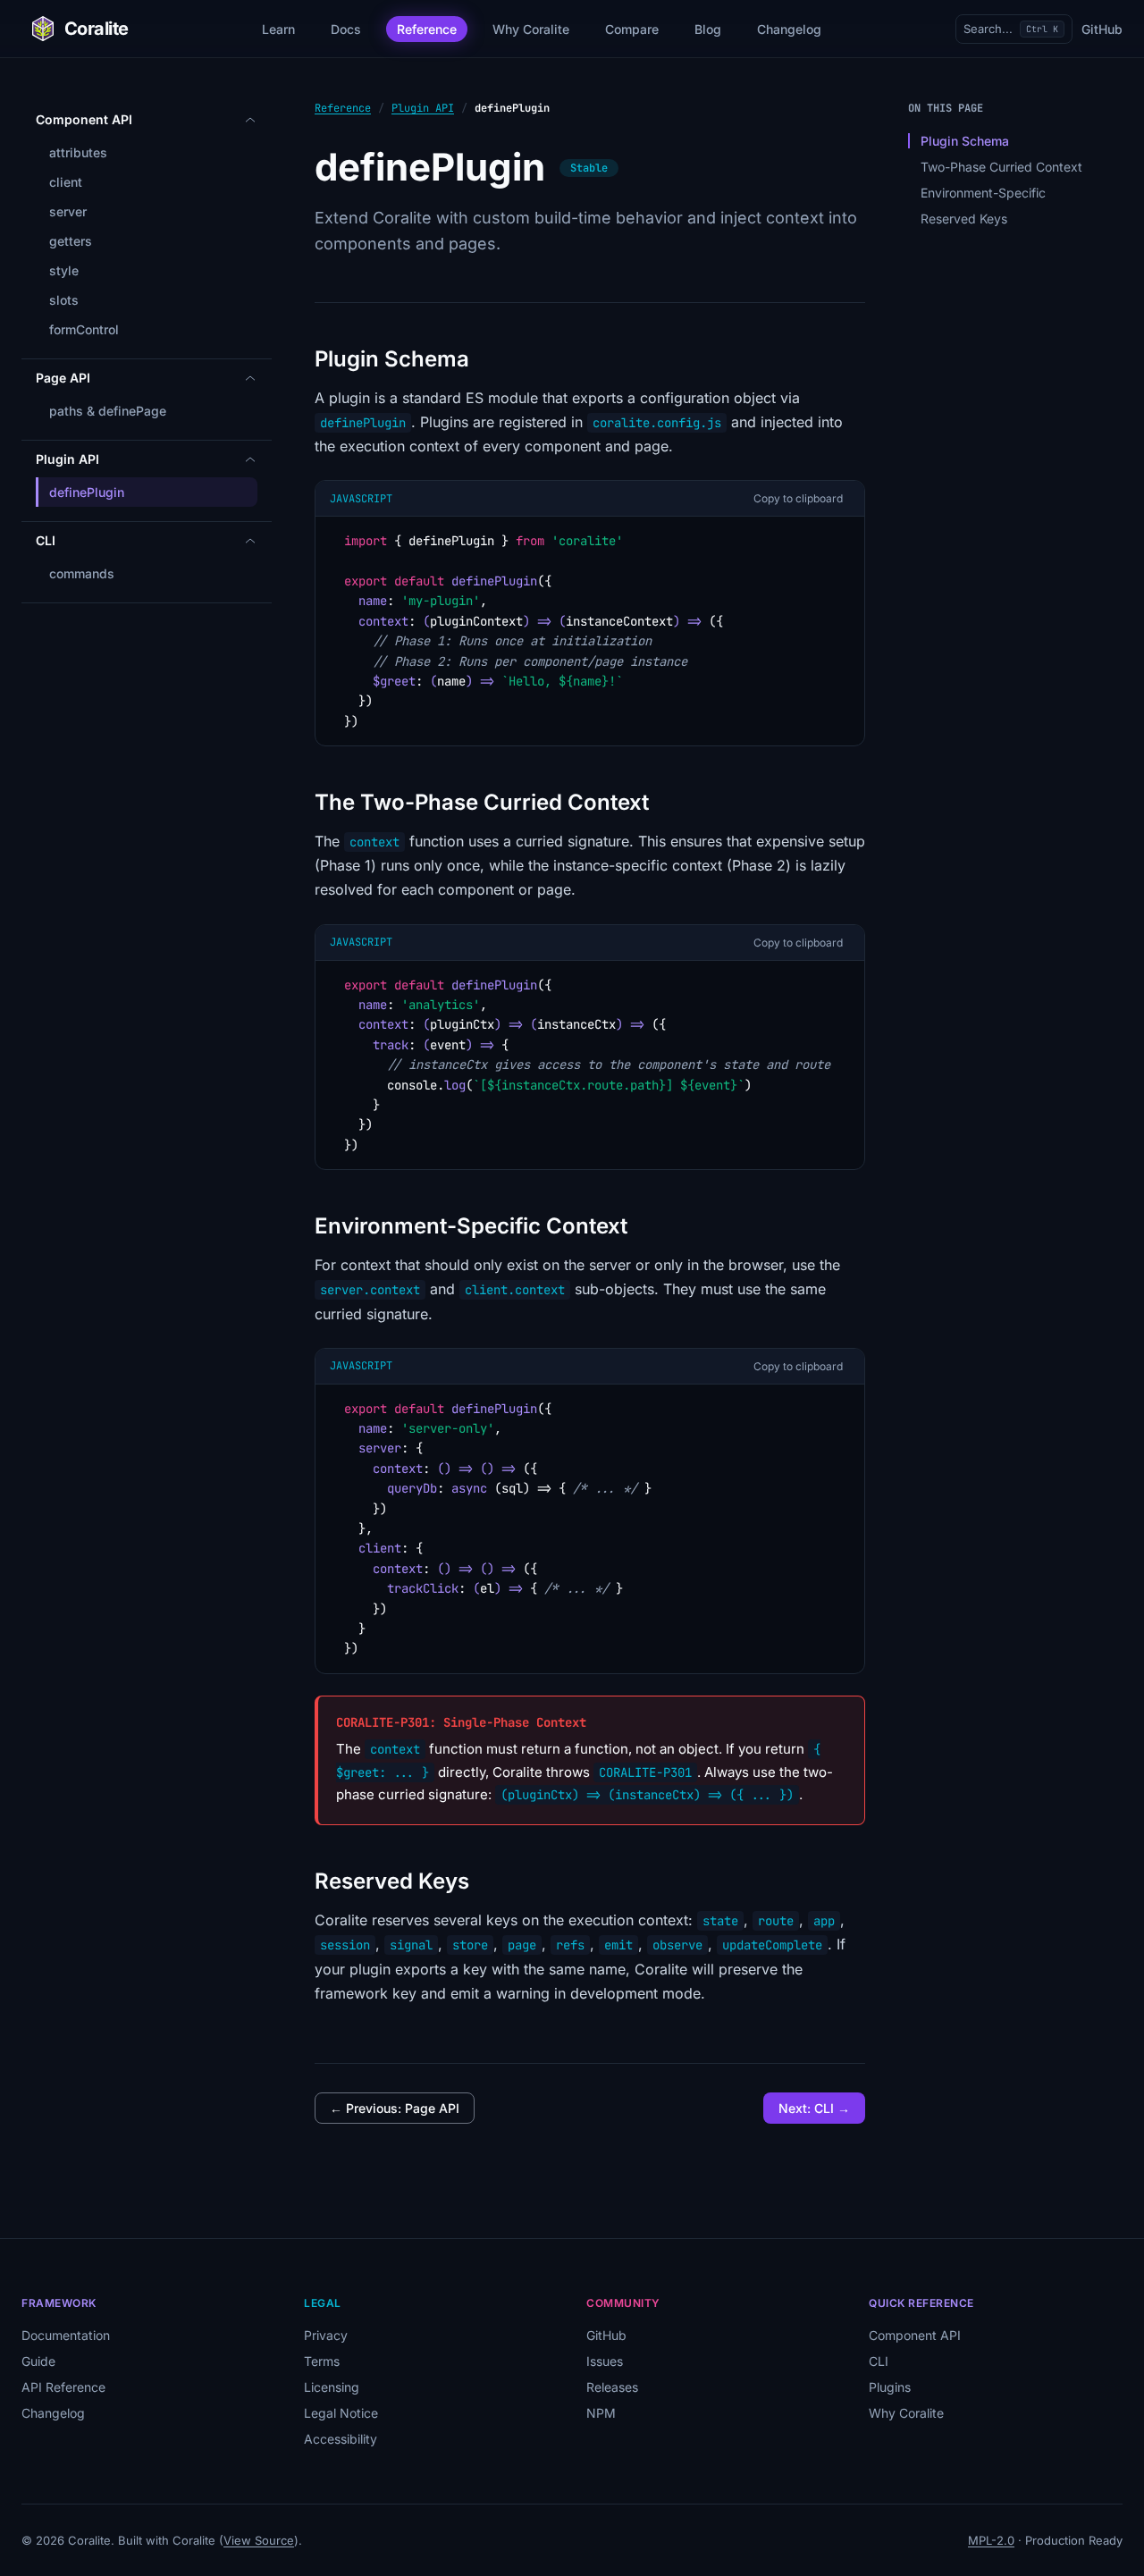 Coralite
Learn
Docs
Reference
Why Coralite
Compare
Blog
Changelog
Search...
Ctrl K
GitHub
Component API
attributes
client
server
getters
style
slots
formControl
Page API
paths & definePage
Plugin API
definePlugin
CLI
commands
Reference / Plugin API / definePlugin
definePlugin Stable
Extend Coralite with custom build-time behavior and inject context into
components and pages.
Plugin Schema
A plugin is a standard ES module that exports a configuration object via
definePlugin. Plugins are registered in coralite.config.js and injected into
the execution context of every component and page.
JAVASCRIPT
Copy to clipboard
import { definePlugin } from 'coralite'
export default definePlugin({
name: 'my-plugin',
context: (pluginContext) => (instanceContext) => ({
// Phase 1: Runs once at initialization
// Phase 2: Runs per component/page instance
$greet: (name) => `Hello, ${name}!`
})
})
The Two-Phase Curried Context
The context function uses a curried signature. This ensures that expensive setup
(Phase 1) runs only once, while the instance-specific context (Phase 2) is lazily
resolved for each component or page.
JAVASCRIPT
Copy to clipboard
export default definePlugin({
name: 'analytics',
context: (pluginCtx) => (instanceCtx) => ({
track: (event) => {
// instanceCtx gives access to the component's state and route
console.log(`[${instanceCtx.route.path}] ${event}`)
}
})
})
Environment-Specific Context
For context that should only exist on the server or only in the browser, use the
server.context and client.context sub-objects. They must use the same
curried signature.
JAVASCRIPT
Copy to clipboard
export default definePlugin({
name: 'server-only',
server: {
context: () => () => ({
queryDb: async (sql) => { /* ... */ }
})
},
client: {
context: () => () => ({
trackClick: (el) => { /* ... */ }
})
}
})
CORALITE-P301: Single-Phase Context
The context function must return a function, not an object. If you return {
$greet: ... } directly, Coralite throws CORALITE-P301 . Always use the two-
phase curried signature: (pluginCtx) => (instanceCtx) => ({ ... }) .
Reserved Keys
Coralite reserves several keys on the execution context: state, route, app,
session, signal, store, page, refs, emit, observe, updateComplete. If
your plugin exports a key with the same name, Coralite will preserve the
framework key and emit a warning in development mode.
← Previous: Page API
Next: CLI →
ON THIS PAGE
Plugin Schema
Two-Phase Curried Context
Environment-Specific
Reserved Keys
FRAMEWORK
Documentation
Guide
API Reference
Changelog
LEGAL
Privacy
Terms
Licensing
Legal Notice
Accessibility
COMMUNITY
GitHub
Issues
Releases
NPM
QUICK REFERENCE
Component API
CLI
Plugins
Why Coralite
© 2026 Coralite. Built with Coralite (View Source).
MPL-2.0 · Production Ready